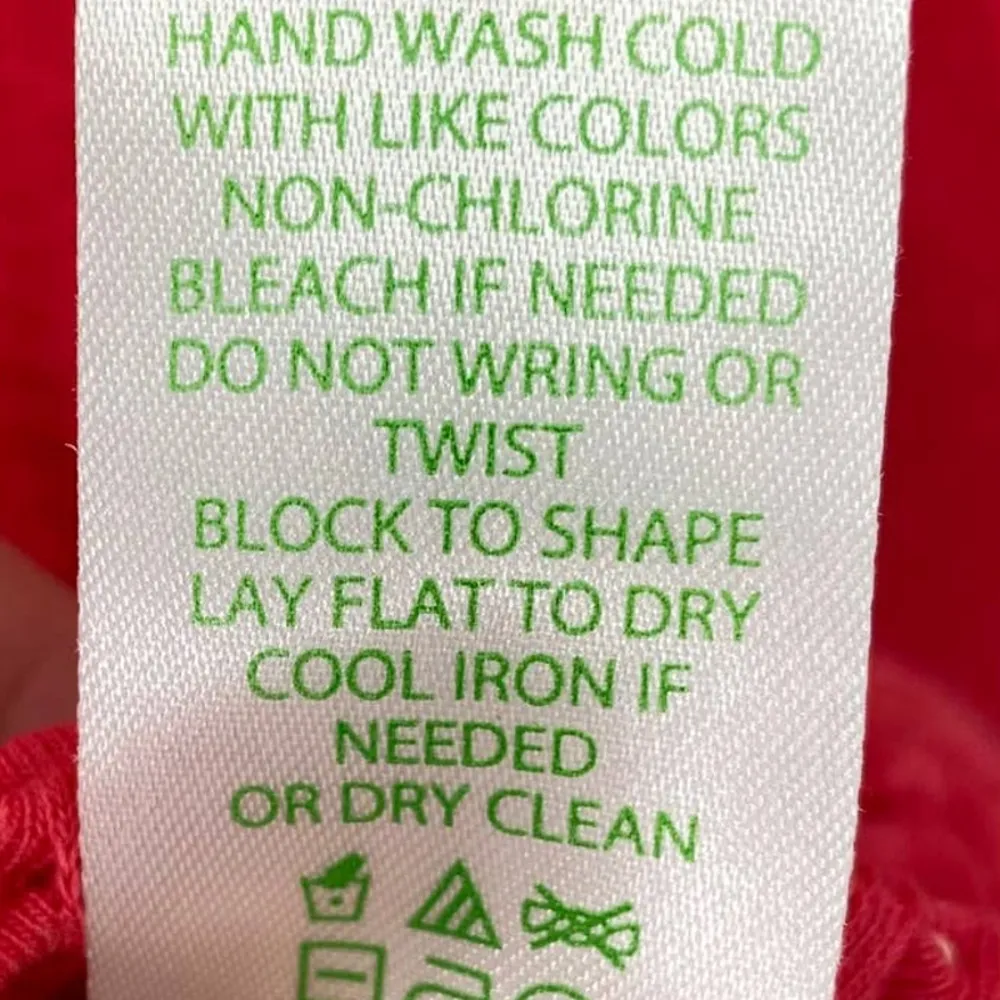 HAND WASH COLD
WITH LIKE COLORS
NON-CHLORINE
BLEACH IF NEEDED
DO NOT WRING OR
TWIST
BLOCK TO SHAPE
LAY FLAT TO DRY
COOL IRON IF
NEEDED
OR DRY CLEAN